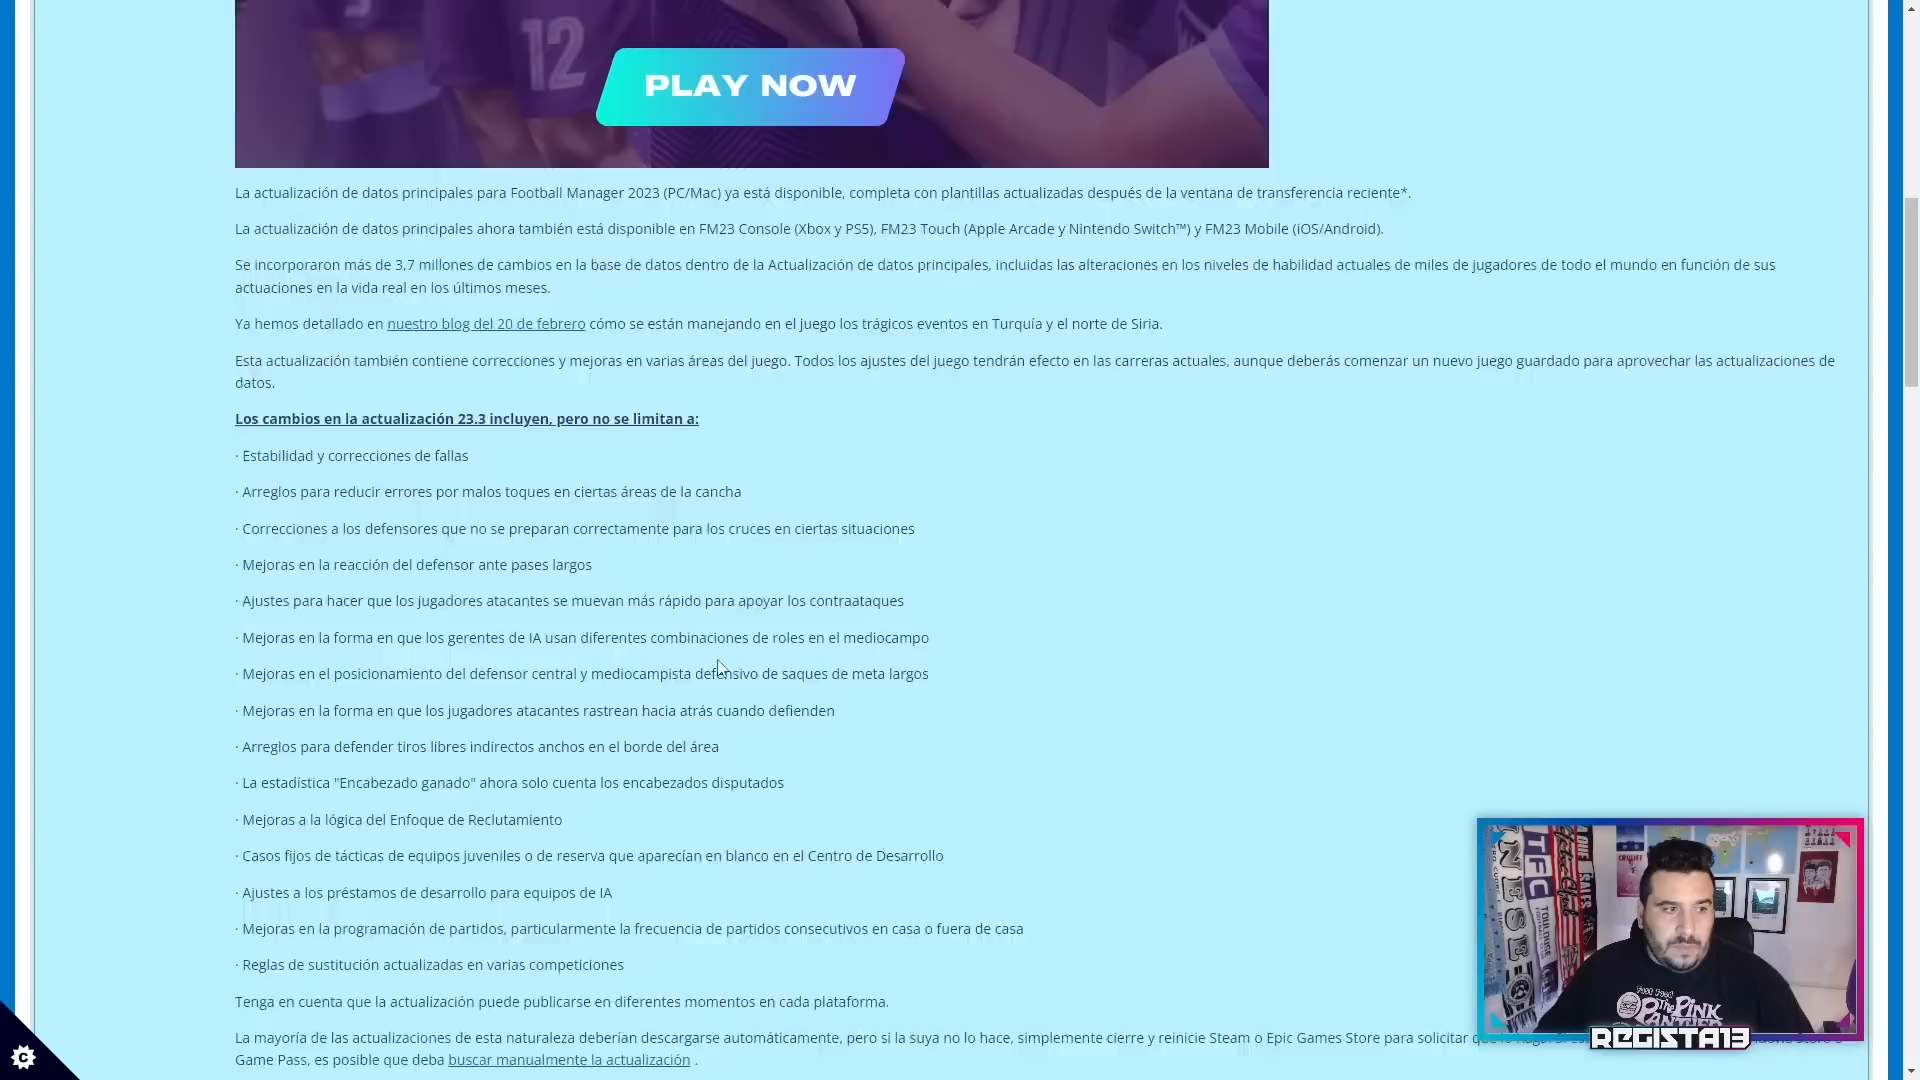 12
PLAY NOW
La actualización de datos principales para Football Manager 2023 (PC/Mac) ya está disponible, completa con plantillas actualizadas después de la ventana de transferencia reciente*.
La actualización de datos principales ahora también está disponible en FM23 Console (Xbox y PS5), FM23 Touch (Apple Arcade y Nintendo Switch™) y FM23 Mobile (iOS/Android).
Se incorporaron más de 3,7 millones de cambios en la base de datos dentro de la Actualización de datos principales, incluidas las alteraciones en los niveles de habilidad actuales de miles de jugadores de todo el mundo en función de sus
actuaciones en la vida real en los últimos meses.
Ya hemos detallado en nuestro blog del 20 de febrero cómo se están manejando en el juego los trágicos eventos en Turquía y el norte de Siria.
Esta actualización también contiene correcciones y mejoras en varias áreas del juego. Todos los ajustes del juego tendrán efecto en las carreras actuales, aunque deberás comenzar un nuevo juego guardado para aprovechar las actualizaciones de
datos.
Los cambios en la actualización 23.3 incluyen, pero no se limitan a:
· Estabilidad y correcciones de fallas
· Arreglos para reducir errores por malos toques en ciertas áreas de la cancha
· Correcciones a los defensores que no se preparan correctamente para los cruces en ciertas situaciones
· Mejoras en la reacción del defensor ante pases largos
· Ajustes para hacer que los jugadores atacantes se muevan más rápido para apoyar los contraataques
· Mejoras en la forma en que los gerentes de IA usan diferentes combinaciones de roles en el mediocampo
· Mejoras en el posicionamiento del defensor central y mediocampista defensivo de saques de meta largos
· Mejoras en la forma en que los jugadores atacantes rastrean hacia atrás cuando defienden
· Arreglos para defender tiros libres indirectos anchos en el borde del área
· La estadística "Encabezado ganado" ahora solo cuenta los encabezados disputados
· Mejoras a la lógica del Enfoque de Reclutamiento
· Casos fijos de tácticas de equipos juveniles o de reserva que aparecían en blanco en el Centro de Desarrollo
· Ajustes a los préstamos de desarrollo para equipos de IA
· Mejoras en la programación de partidos, particularmente la frecuencia de partidos consecutivos en casa o fuera de casa
· Reglas de sustitución actualizadas en varias competiciones
Tenga en cuenta que la actualización puede publicarse en diferentes momentos en cada plataforma.
La mayoría de las actualizaciones de esta naturaleza deberían descargarse automáticamente, pero si la suya no lo hace, simplemente cierre y reinicie Steam o Epic Games Store para solicitar
Game Pass, es posible que deba buscar manualmente la actualización .
TFC
The Pink
Panther
REGISTA13